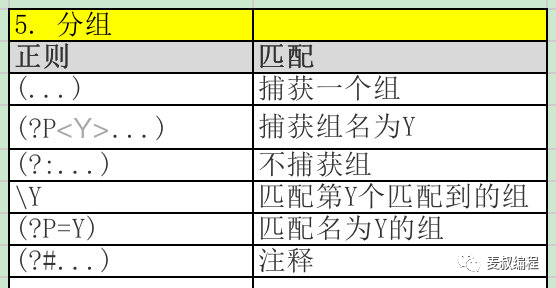 5. 分组
正则 匹配
(...) 捕获一个组
(?P<Y>...) 捕获组名为Y
(?:...) 不捕获组
\Y 匹配第Y个匹配到的组
(?P=Y) 匹配名为Y的组
(?#...) 注释
麦叔编程